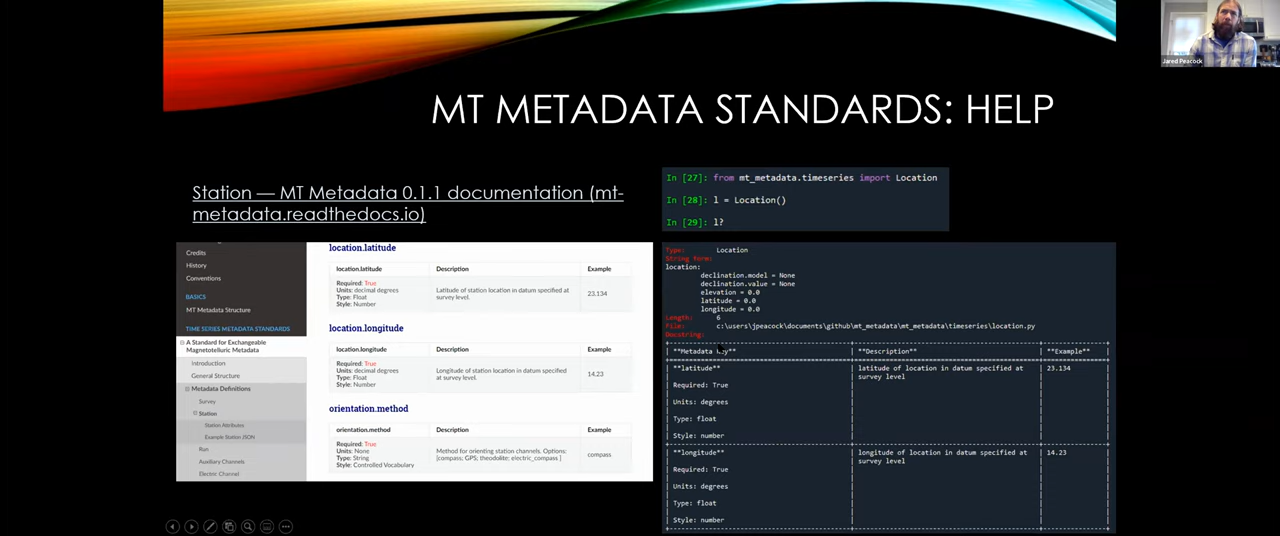 Jared Peacock
MT METADATA STANDARDS: HELP
Station — MT Metadata 0.1.1 documentation (mt-
metadata.readthedocs.io)
In [27]: from mt_metadata.timeseries import Location
In [28]: l = Location()
In [29]: l?
Credits
History
Conventions
BASICS
MT Metadata Structure
TIME SERIES METADATA STANDARDS
A Standard for Exchangeable
Magnetotelluric Metadata
Introduction
General Structure
Metadata Definitions
Survey
Station
Station Attributes
Example Station JSON
Run
Auxiliary Channels
Electric Channel
location.latitude
location.latitude Description Example
Required: True
Units: decimal degrees
Type: Float
Style: Number
Latitude of station location in datum specified at
survey level.
23.134
location.longitude
location.longitude Description Example
Required: True
Units: decimal degrees
Type: Float
Style: Number
Longitude of station location in datum specified
at survey level.
14.23
orientation.method
orientation.method Description Example
Required: True
Units: None
Type: String
Style: Controlled Vocabulary
Method for orienting station channels. Options:
[compass; GPS; theodolite; electric_compass ]
compass
Type: Location
String form:
location:
declination.model = None
declination.value = None
elevation = 0.0
latitude = 0.0
longitude = 0.0
Length: 6
File: c:\users\jpeacock\documents\github\mt_metadata\mt_metadata\timeseries\location.py
Docstring:
**Metadata **Description** **Example**
**latitude** latitude of location in datum specified at 23.134
survey level
Required: True
Units: degrees
Type: float
Style: number
**longitude** longitude of location in datum specified at 14.23
survey level
Required: True
Units: degrees
Type: float
Style: number